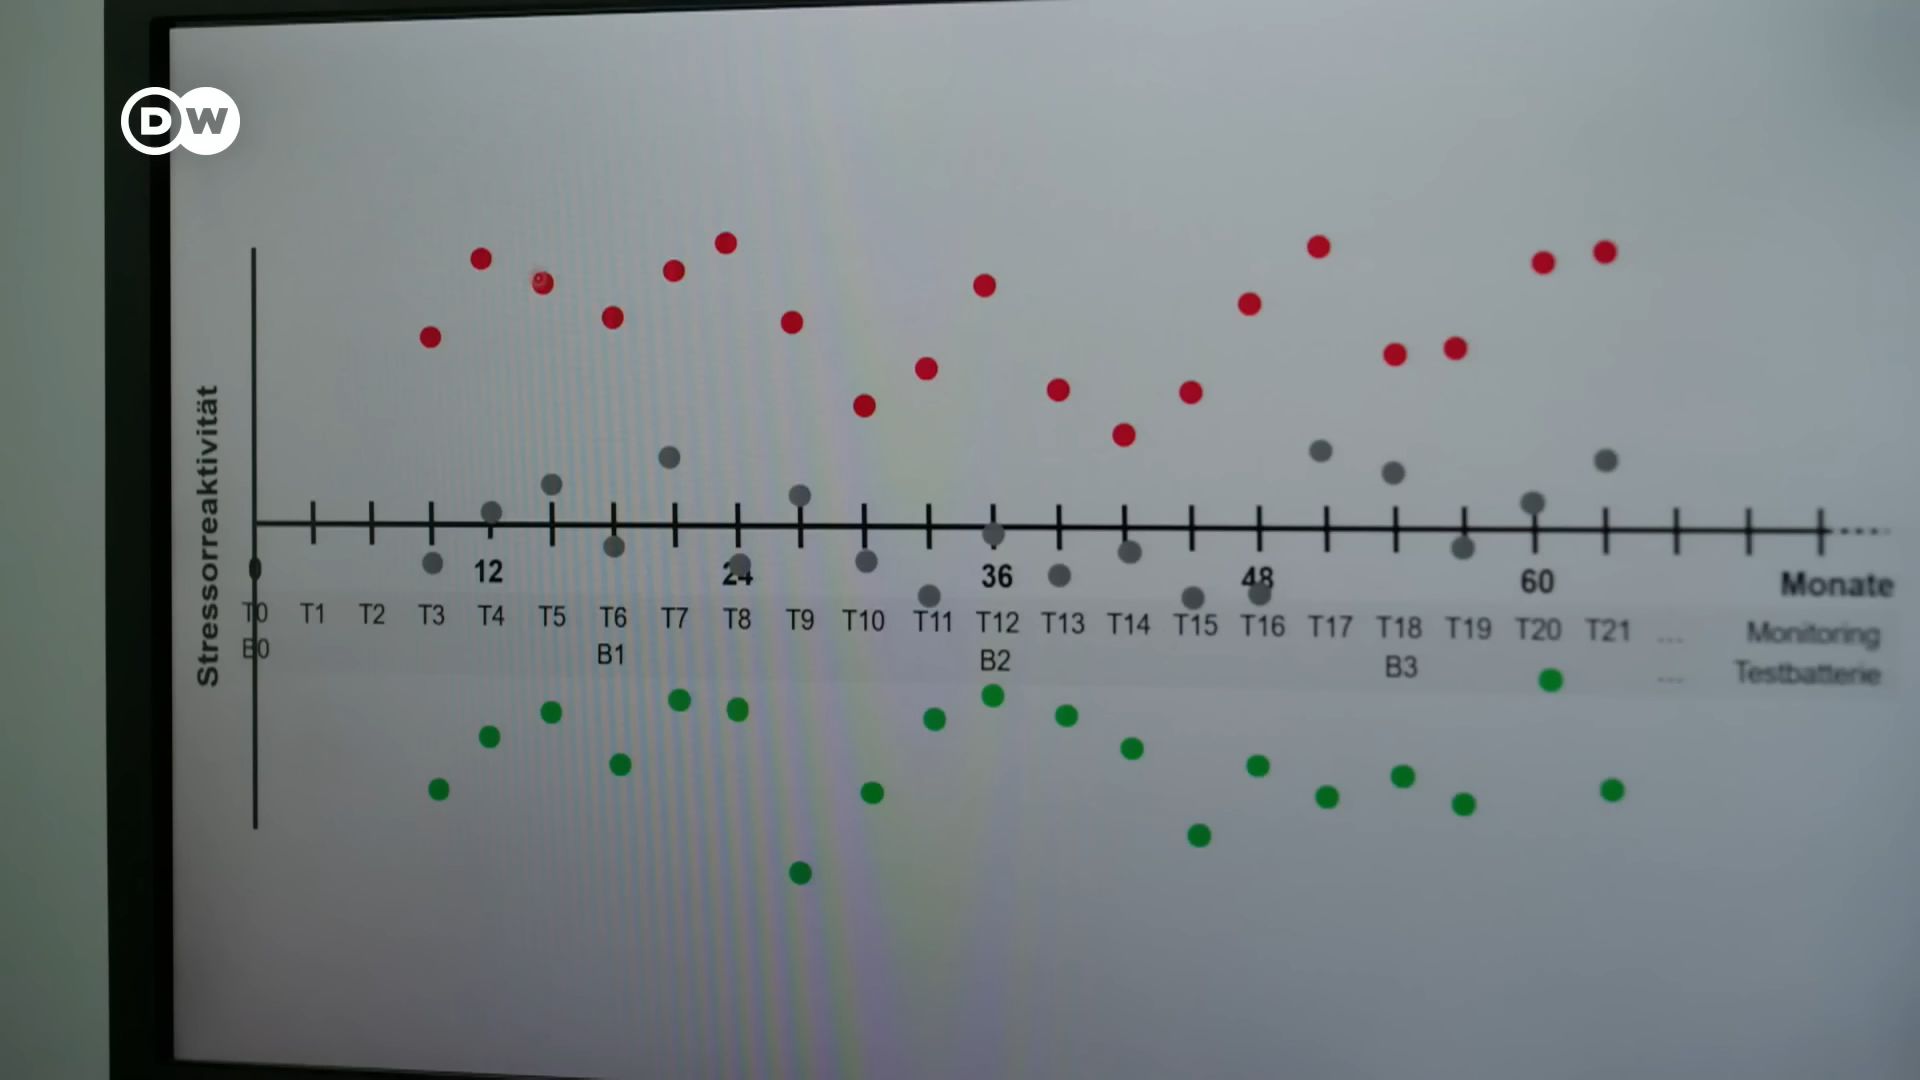 DW
Stressorreaktivität
0 12 24 36 48 60 Monate
T0 T1 T2 T3 T4 T5 T6 T7 T8 T9 T10 T11 T12 T13 T14 T15 T16 T17 T18 T19 T20 T21 ... Monitoring
B0 B1 B2 B3 ... Testbatterie